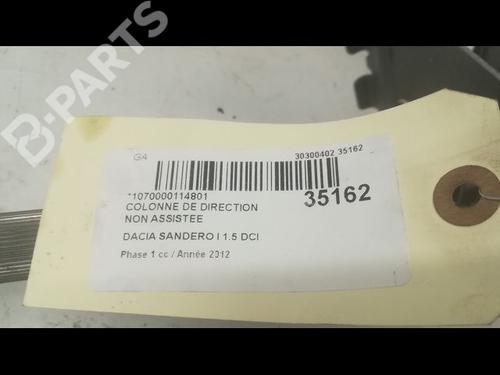 B-PARTS
G4
30300402 35162
*1070000114801
35162
COLONNE DE DIRECTION
NON ASSISTEE
DACIA SANDERO I 1.5 DCI
Phase 1 cc / Année 2012